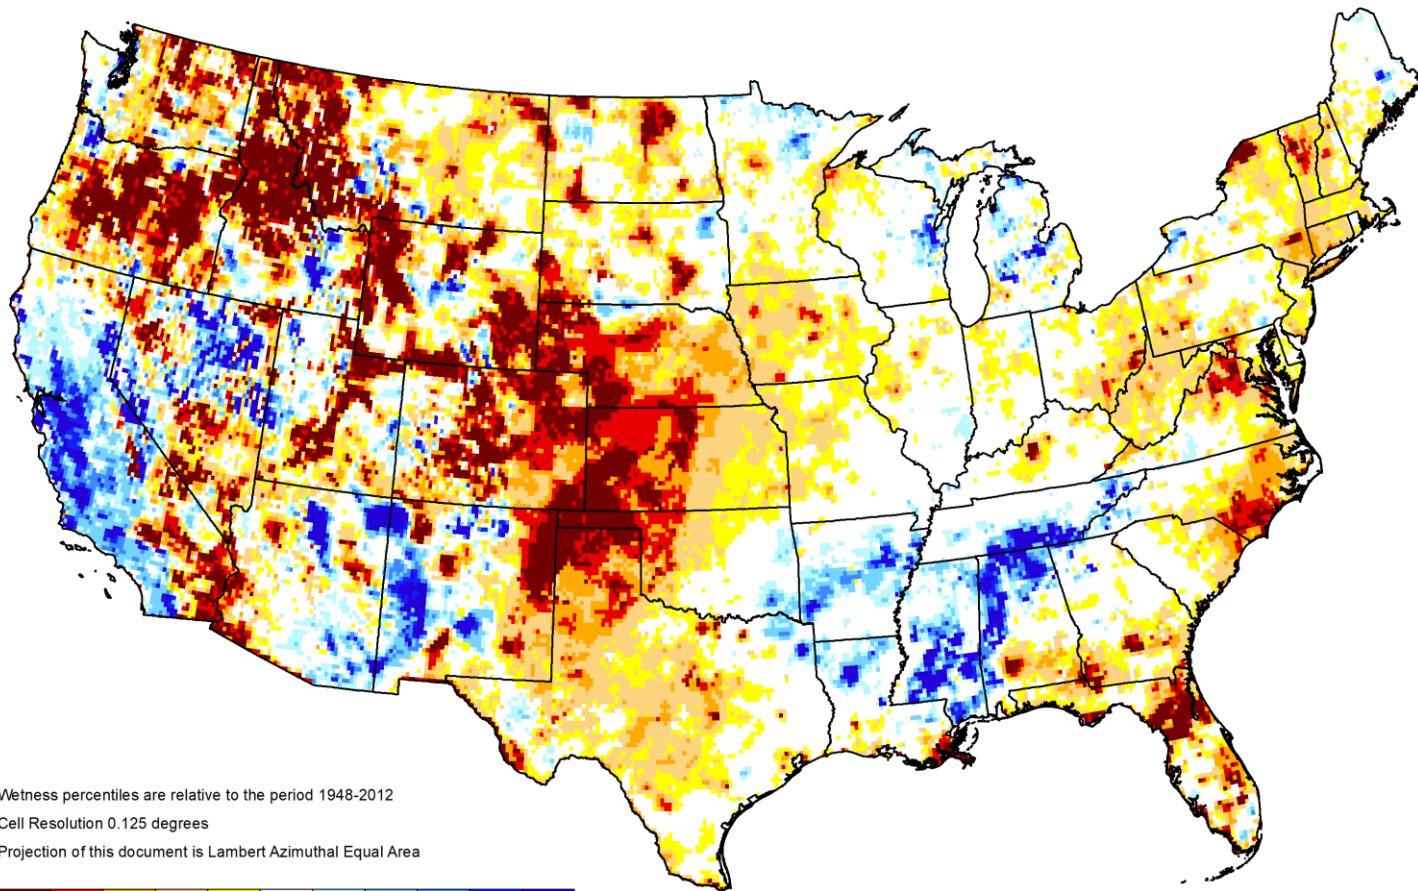 Wetness percentiles are relative to the period 1948-2012
Cell Resolution 0.125 degrees
Projection of this document is Lambert Azimuthal Equal Area